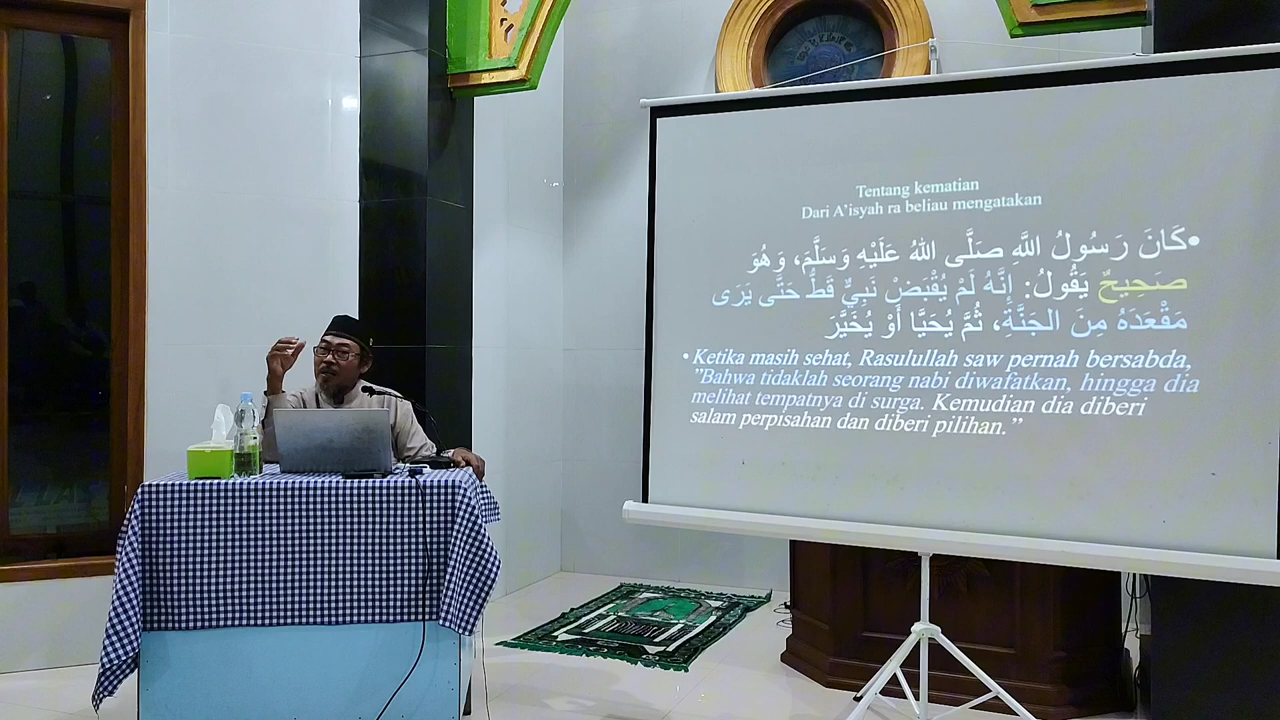 Tentang kematian
Dari A'isyah ra beliau mengatakan
•كَانَ رَسُولُ اللَّهِ صَلَّى اللهُ عَلَيْهِ وَسَلَّمَ، وَهُوَ
صَحِيحٌ يَقُولُ: إِنَّهُ لَمْ يُقْبَضْ نَبِيٌّ قَطُّ حَتَّى يَرَى
مَقْعَدَهُ مِنَ الجَنَّةِ، ثُمَّ يُحَيَّا أَوْ يُخَيَّرَ
• Ketika masih sehat, Rasulullah saw pernah bersabda,
"Bahwa tidaklah seorang nabi diwafatkan, hingga dia
melihat tempatnya di surga. Kemudian dia diberi
salam perpisahan dan diberi pilihan."